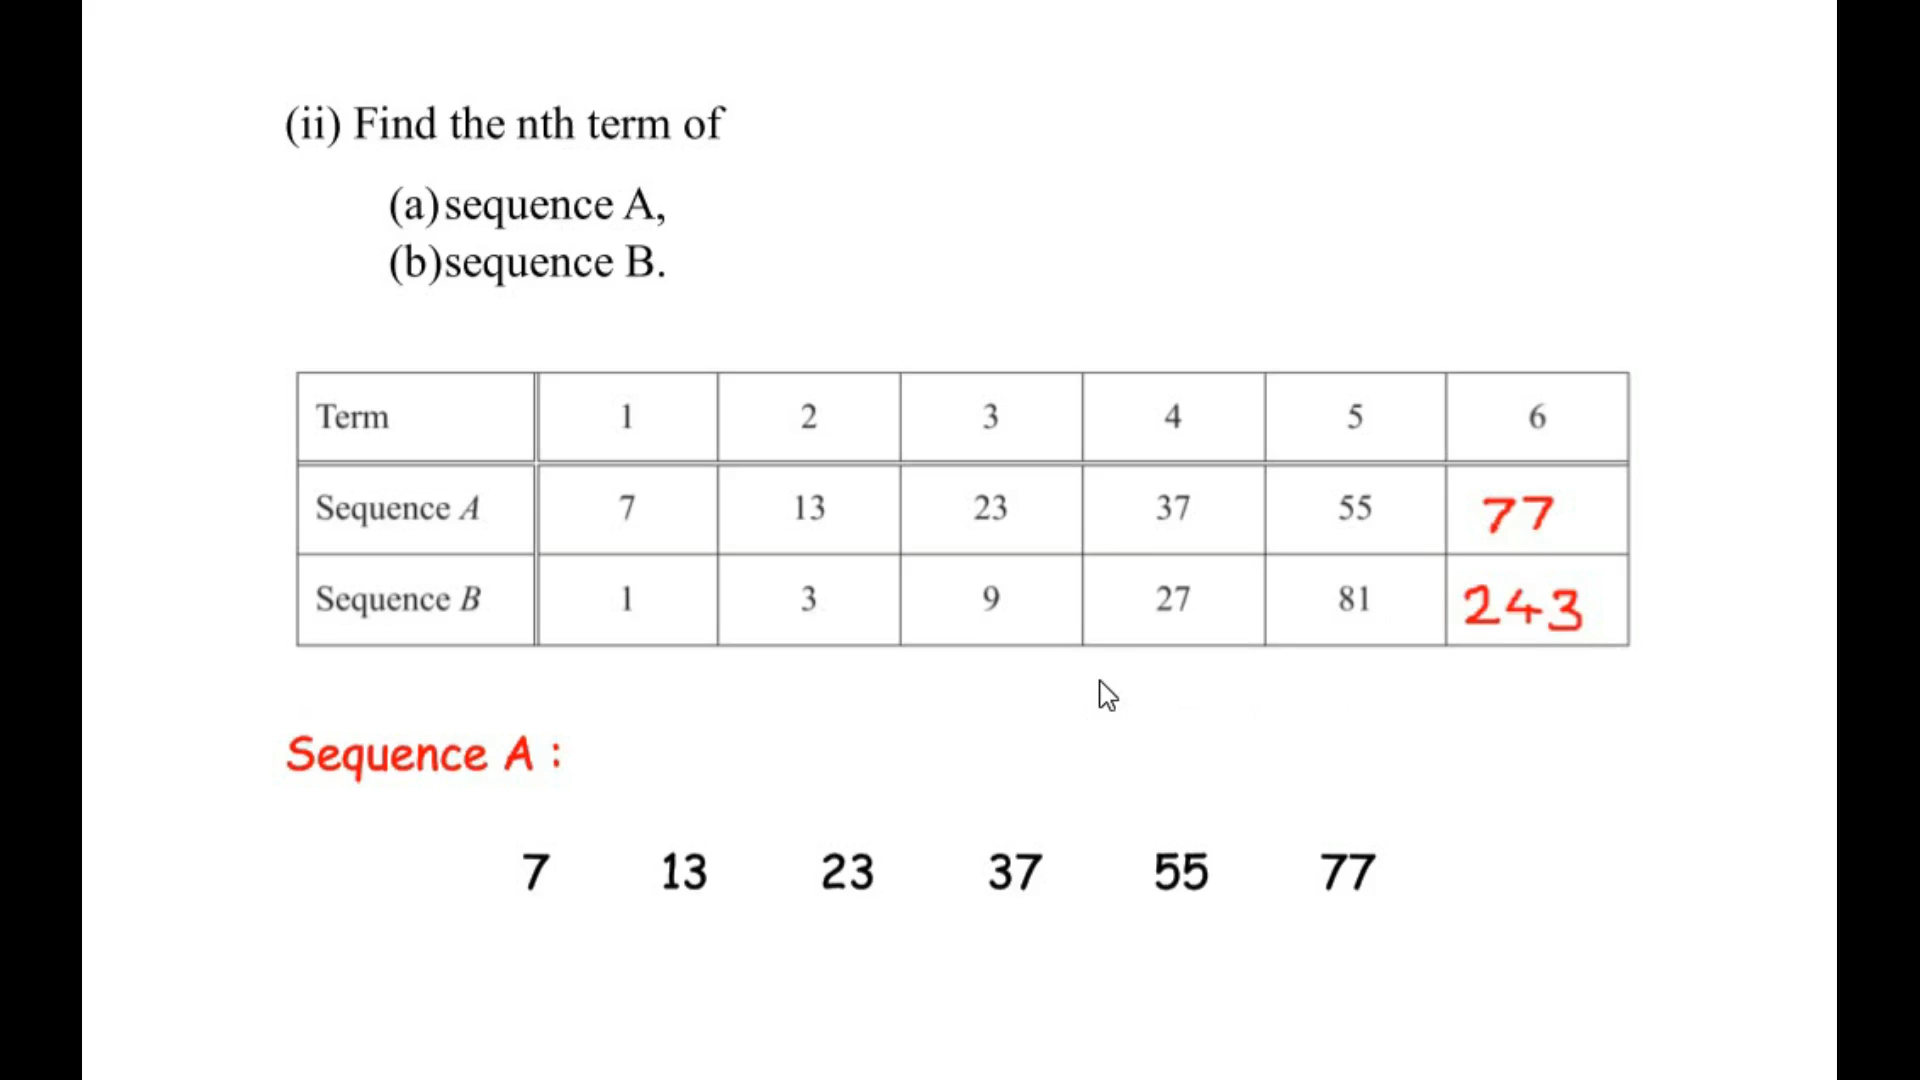 (ii) Find the nth term of
(a) sequence A,
(b) sequence B.
Term 1 2 3 4 5 6
Sequence A 7 13 23 37 55 77
Sequence B 1 3 9 27 81 243
Sequence A :
7 13 23 37 55 77